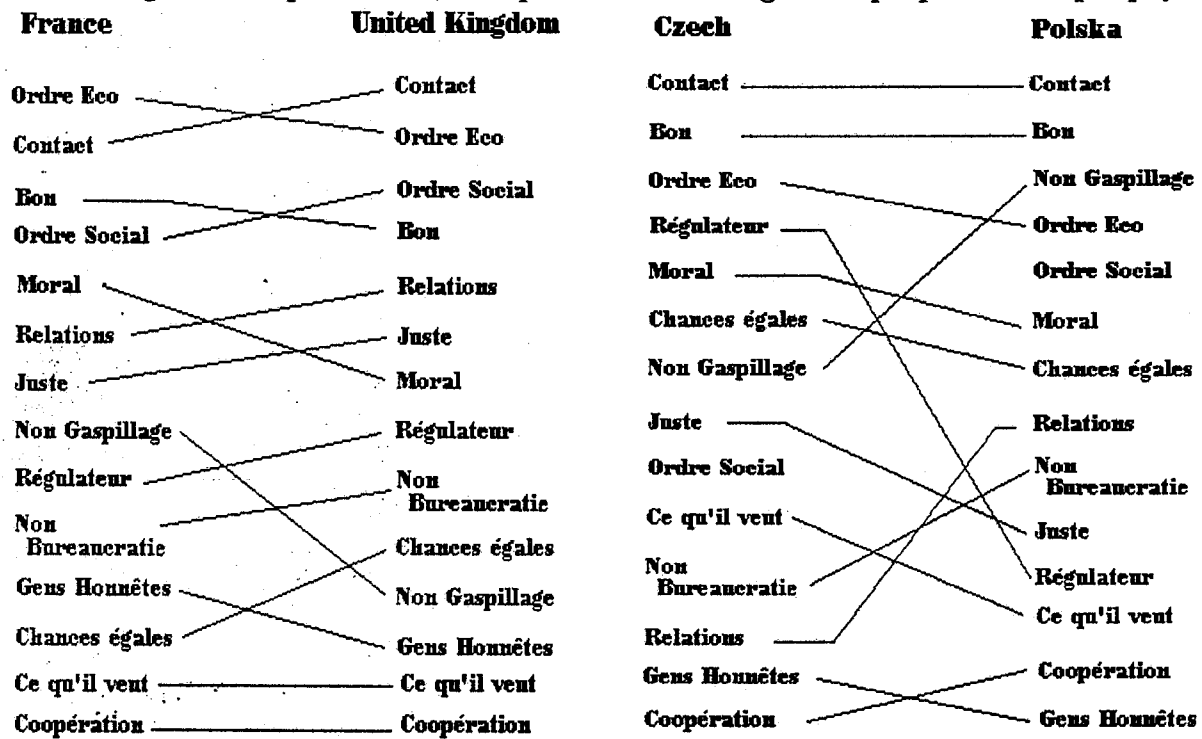 France
United Kingdom
Ordre Eco
Contact
Bon
Ordre Social
Moral
Relations
Juste
Non Gaspillage
Régulateur
Non
Bureaucratie
Gens Honnêtes
Chances égales
Ce qu'il veut
Coopération
Contact
Ordre Eco
Ordre Social
Bon
Relations
Juste
Moral
Régulateur
Non
Bureaucratie
Chances égales
Non Gaspillage
Gens Honnêtes
Ce qu'il veut
Coopération
Czech
Polska
Contact
Bon
Ordre Eco
Régulateur
Moral
Chances égales
Non Gaspillage
Juste
Ordre Social
Ce qu'il veut
Non
Bureaucratie
Relations
Gens Honnêtes
Coopération
Contact
Bon
Non Gaspillage
Ordre Eco
Ordre Social
Moral
Chances égales
Relations
Non
Bureaucratie
Juste
Régulateur
Ce qu'il veut
Coopération
Gens Honnêtes